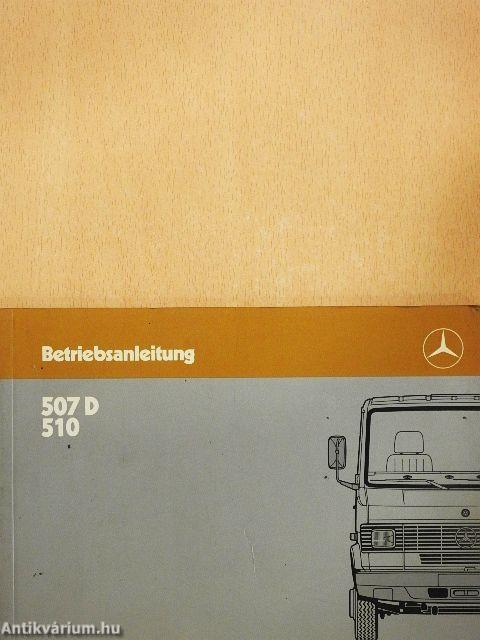 Betriebsanleitung
507 D
510
Antikvárium.hu